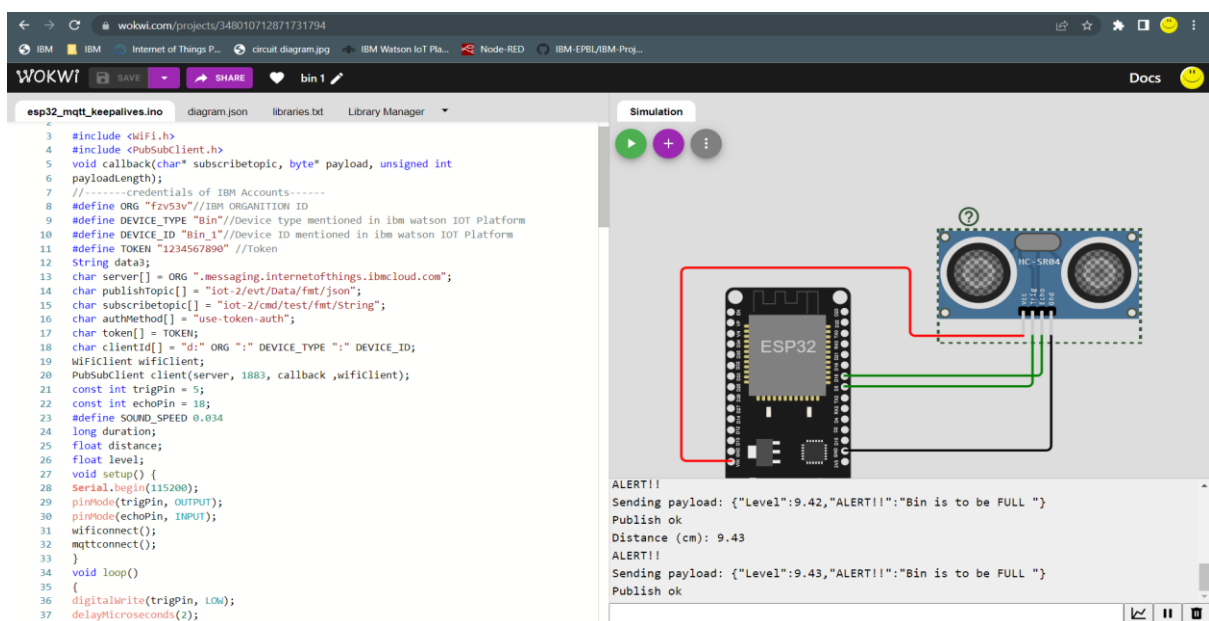 wokwi.com/projects/348010712871731794
IBM IBM Internet of Things P... circuit diagram.jpg IBM Watson IoT Pla... Node-RED IBM-EPBL/IBM-Proj...
WOKWi SAVE SHARE bin 1 Docs
esp32_mqtt_keepalives.ino diagram.json libraries.txt Library Manager
3 #include <WiFi.h>
4 #include <PubSubClient.h>
5 void callback(char* subscribetopic, byte* payload, unsigned int
6 payloadLength);
7 //-------credentials of IBM Accounts------
8 #define ORG "fzv53v"//IBM ORGANITION ID
9 #define DEVICE_TYPE "Bin"//Device type mentioned in ibm watson IOT Platform
10 #define DEVICE_ID "Bin_1"//Device ID mentioned in ibm watson IOT Platform
11 #define TOKEN "1234567890" //Token
12 String data3;
13 char server[] = ORG ".messaging.internetofthings.ibmcloud.com";
14 char publishTopic[] = "iot-2/evt/Data/fmt/json";
15 char subscribetopic[] = "iot-2/cmd/test/fmt/String";
16 char authMethod[] = "use-token-auth";
17 char token[] = TOKEN;
18 char clientId[] = "d:" ORG ":" DEVICE_TYPE ":" DEVICE_ID;
19 WiFiClient wifiClient;
20 PubSubClient client(server, 1883, callback ,wifiClient);
21 const int trigPin = 5;
22 const int echoPin = 18;
23 #define SOUND_SPEED 0.034
24 long duration;
25 float distance;
26 float level;
27 void setup() {
28 Serial.begin(115200);
29 pinMode(trigPin, OUTPUT);
30 pinMode(echoPin, INPUT);
31 wificonnect();
32 mqttconnect();
33 }
34 void loop()
35 {
36 digitalWrite(trigPin, LOW);
37 delayMicroseconds(2);
Simulation
HC-SR04
Vcc
Trig
Echo
Gnd
ESP32
ALERT!!
Sending payload: {"Level":9.42,"ALERT!!":"Bin is to be FULL "}
Publish ok
Distance (cm): 9.43
ALERT!!
Sending payload: {"Level":9.43,"ALERT!!":"Bin is to be FULL "}
Publish ok